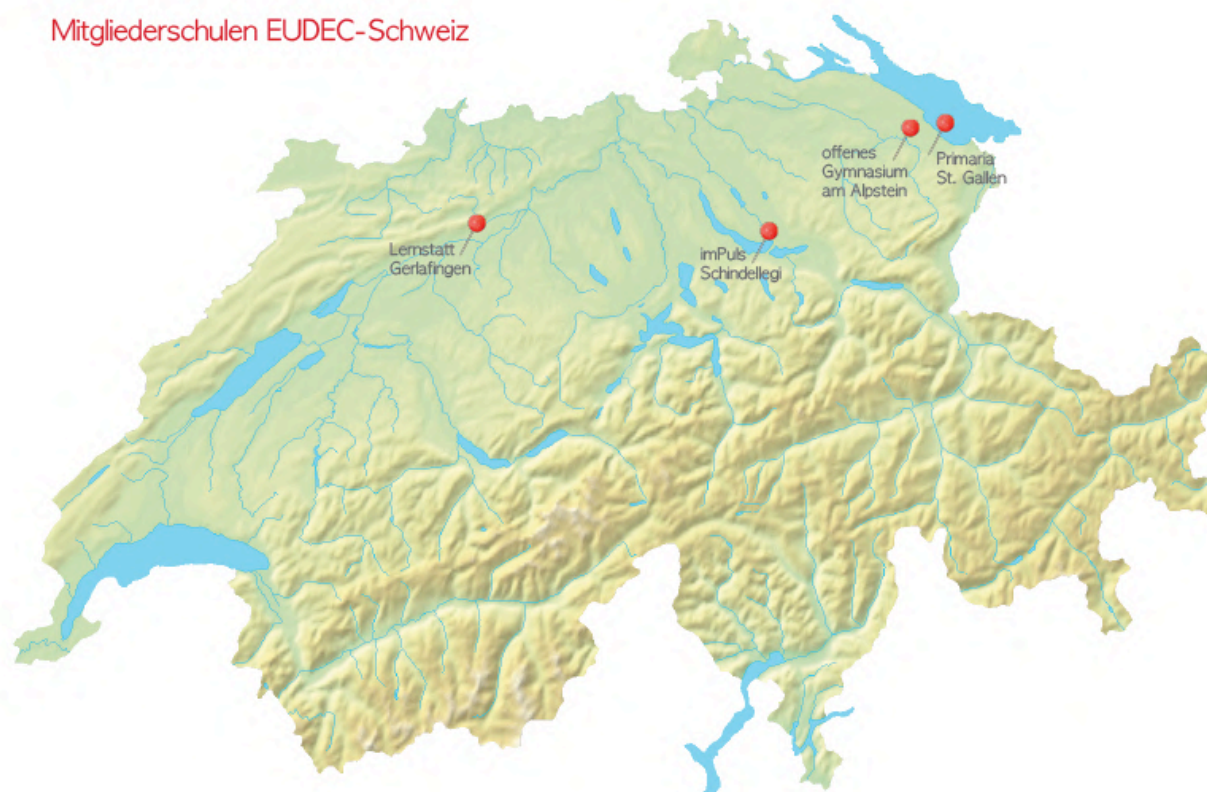 Mitgliederschulen EUDEC-Schweiz
offenes
Gymnasium
am Alpstein
Primaria
St. Gallen
Lernstatt
Gerlafingen
imPuls
Schindellegi